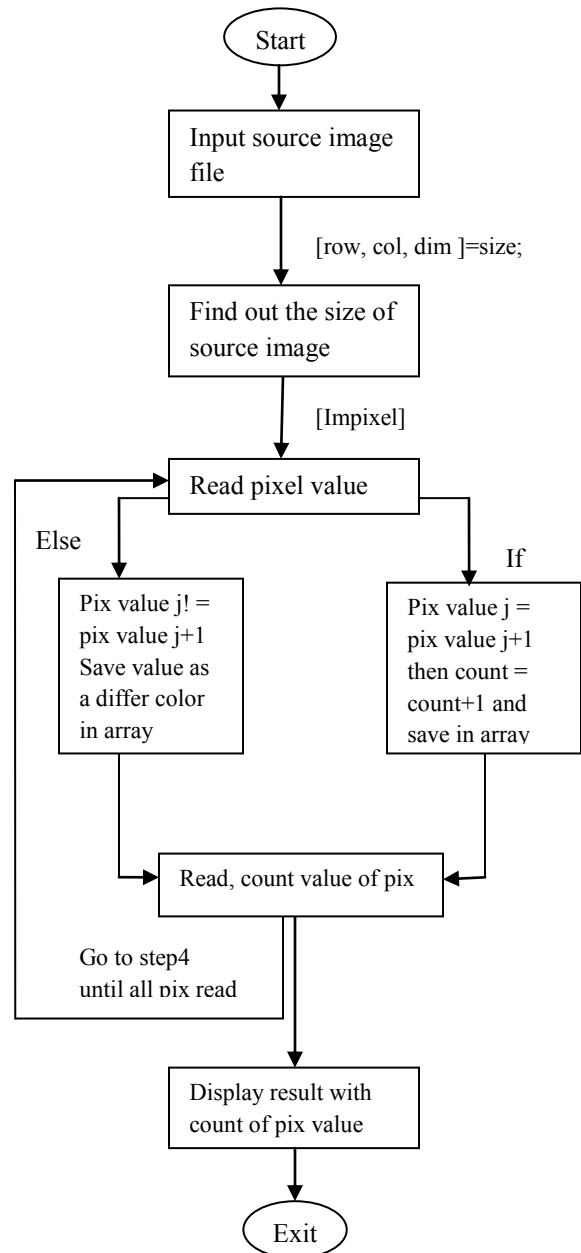 Start
Input source image
file
[row, col, dim ]=size;
Find out the size of
source image
[Impixel]
Read pixel value
Else
If
Pix value j! =
pix value j+1
Save value as
a differ color
in array
Pix value j =
pix value j+1
then count =
count+1 and
save in array
Read, count value of pix
Go to step4
until all pix read
Display result with
count of pix value
Exit